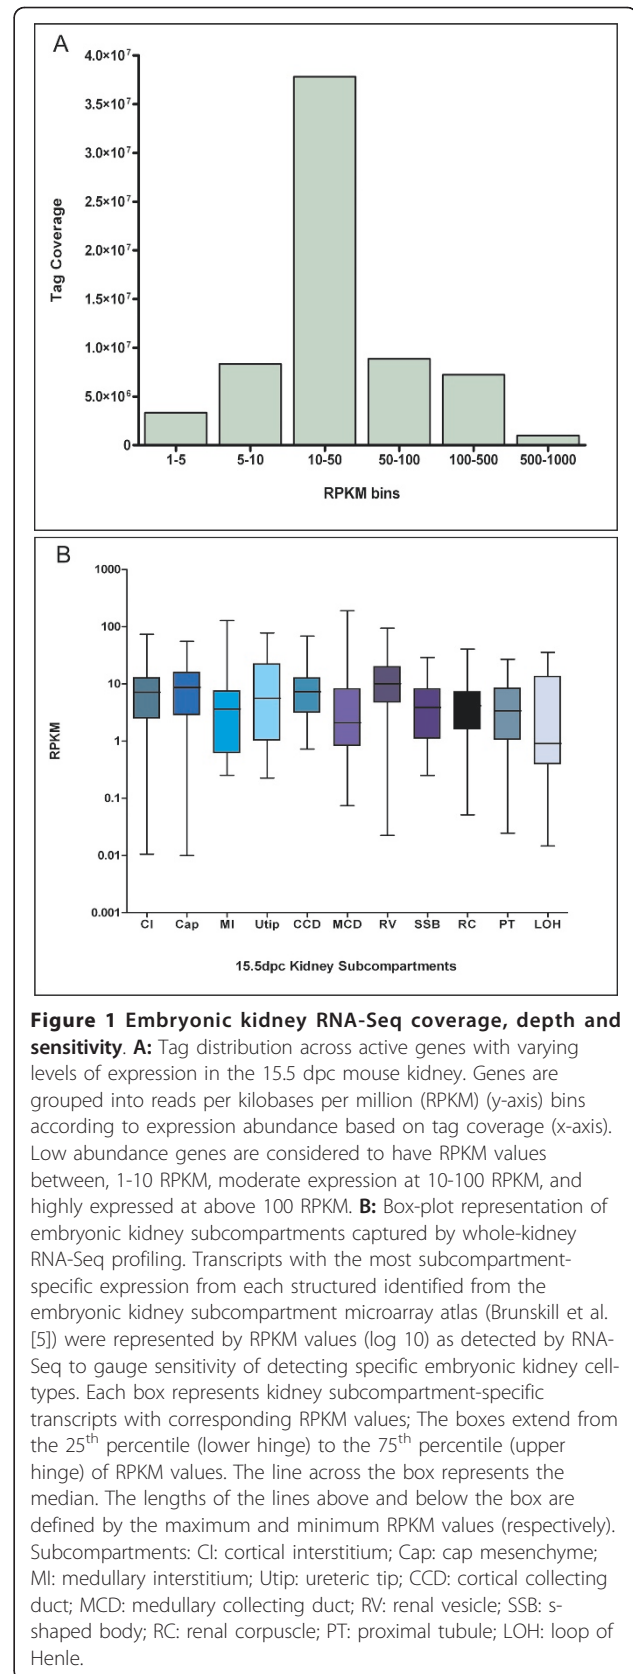 A
4.0×10⁷
3.5×10⁷
3.0×10⁷
2.5×10⁷
2.0×10⁷
1.5×10⁷
1.0×10⁷
5.0×10⁶
0
Tag Coverage
1-5 5-10 10-50 50-100 100-500 500-1000
RPKM bins
B
1000
100
10
1
0.1
0.01
0.001
RPKM
CI Cap MI Utip CCD MCD RV SSB RC PT LOH
15.5dpc Kidney Subcompartments
Figure 1 Embryonic kidney RNA-Seq coverage, depth and
sensitivity. A: Tag distribution across active genes with varying
levels of expression in the 15.5 dpc mouse kidney. Genes are
grouped into reads per kilobases per million (RPKM) (y-axis) bins
according to expression abundance based on tag coverage (x-axis).
Low abundance genes are considered to have RPKM values
between, 1-10 RPKM, moderate expression at 10-100 RPKM, and
highly expressed at above 100 RPKM. B: Box-plot representation of
embryonic kidney subcompartments captured by whole-kidney
RNA-Seq profiling. Transcripts with the most subcompartment-
specific expression from each structured identified from the
embryonic kidney subcompartment microarray atlas (Brunskill et al.
[5]) were represented by RPKM values (log 10) as detected by RNA-
Seq to gauge sensitivity of detecting specific embryonic kidney cell-
types. Each box represents kidney subcompartment-specific
transcripts with corresponding RPKM values; The boxes extend from
the 25th percentile (lower hinge) to the 75th percentile (upper
hinge) of RPKM values. The line across the box represents the
median. The lengths of the lines above and below the box are
defined by the maximum and minimum RPKM values (respectively).
Subcompartments: CI: cortical interstitium; Cap: cap mesenchyme;
MI: medullary interstitium; Utip: ureteric tip; CCD: cortical collecting
duct; MCD: medullary collecting duct; RV: renal vesicle; SSB: s-
shaped body; RC: renal corpuscle; PT: proximal tubule; LOH: loop of
Henle.